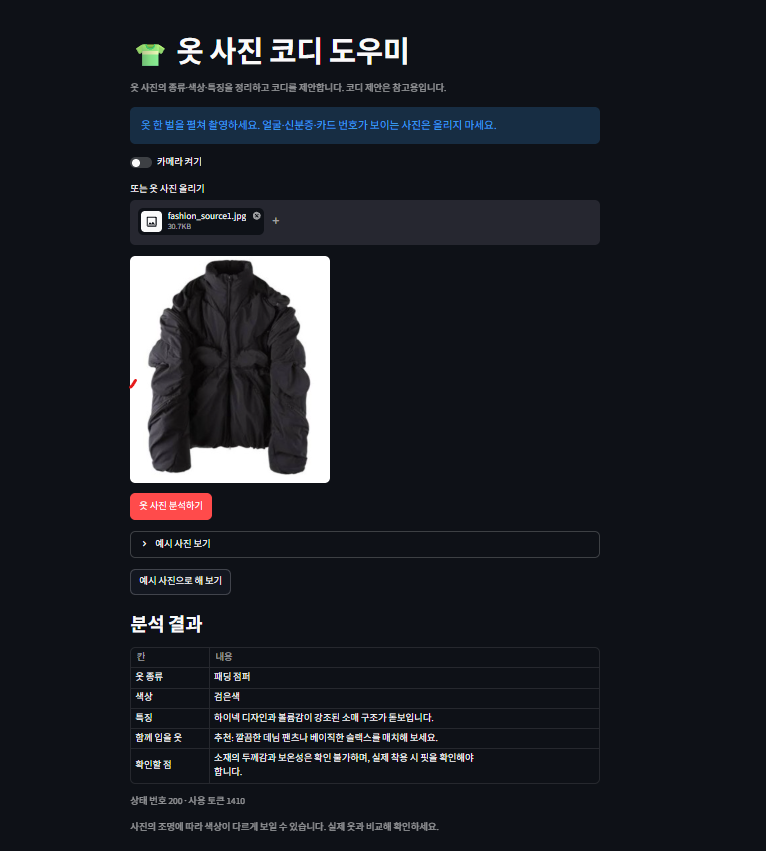 옷 사진 코디 도우미
옷 사진의 종류·색상·특징을 정리하고 코디를 제안합니다. 코디 제안은 참고용입니다.
옷 한 벌을 펼쳐 촬영하세요. 얼굴·신분증·카드 번호가 보이는 사진은 올리지 마세요.
카메라 켜기
또는 옷 사진 올리기
fashion_source1.jpg
30.7KB
옷 사진 분석하기
예시 사진 보기
예시 사진으로 해 보기
분석 결과
칸 내용
옷 종류 패딩 점퍼
색상 검은색
특징 하이넥 디자인과 볼륨감이 강조된 소매 구조가 돋보입니다.
함께 입을 옷 추천: 깔끔한 데님 팬츠나 베이직한 슬랙스를 매치해 보세요.
확인할 점 소재의 두께감과 보온성은 확인 불가하며, 실제 착용 시 핏을 확인해야
합니다.
상태 번호 200 · 사용 토큰 1410
사진의 조명에 따라 색상이 다르게 보일 수 있습니다. 실제 옷과 비교해 확인하세요.